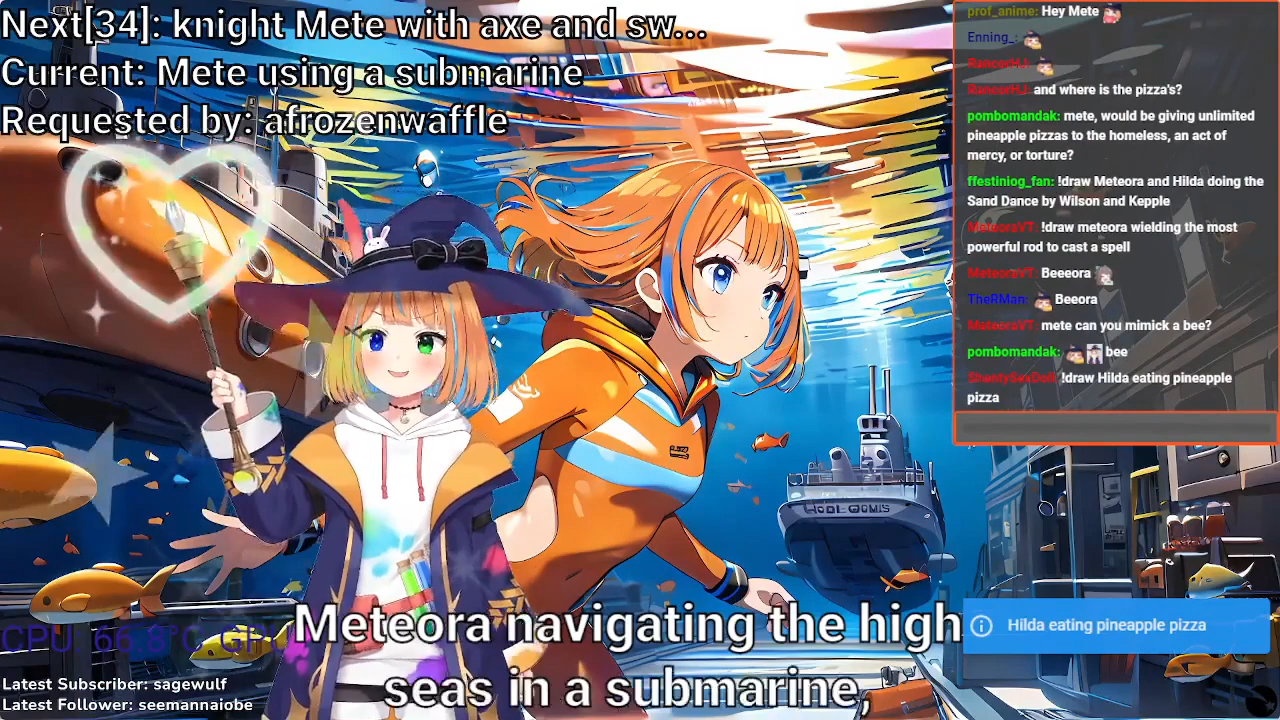 Next[34]: knight Mete with axe and sw...
Current: Mete using a submarine
Requested by: afrozenwaffle
prof_anime: Hey Mete
Enning_:
RancorHJ:
RancorHJ: and where is the pizza's?
pombomandak: mete, would be giving unlimited
pineapple pizzas to the homeless, an act of
mercy, or torture?
ffestiniog_fan: !draw Meteora and Hilda doing the
Sand Dance by Wilson and Kepple
MeteoraVT: !draw meteora wielding the most
powerful rod to cast a spell
MeteoraVT: Beeeora
TheRMan: Beeora
MeteoraVT: mete can you mimick a bee?
pombomandak: bee
!draw Hilda eating pineapple
pizza
Meteora navigating the high
seas in a submarine,
Hilda eating pineapple pizza
CPU: 66.8°C GPU
Latest Subscriber: sagewulf
Latest Follower: seemannaiobe